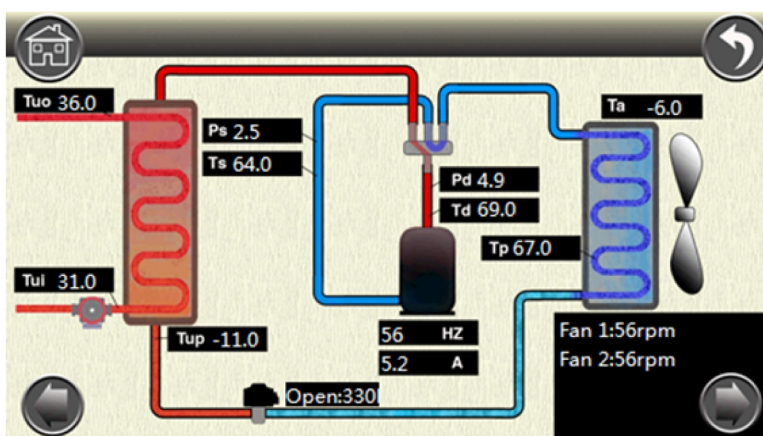 Tuo 36.0
Ta -6.0
Ps 2.5
Ts 64.0
Pd 4.9
Td 69.0
Tp 67.0
Tui 31.0
Tup -11.0
56 HZ
5.2 A
Fan 1:56rpm
Fan 2:56rpm
Open:330